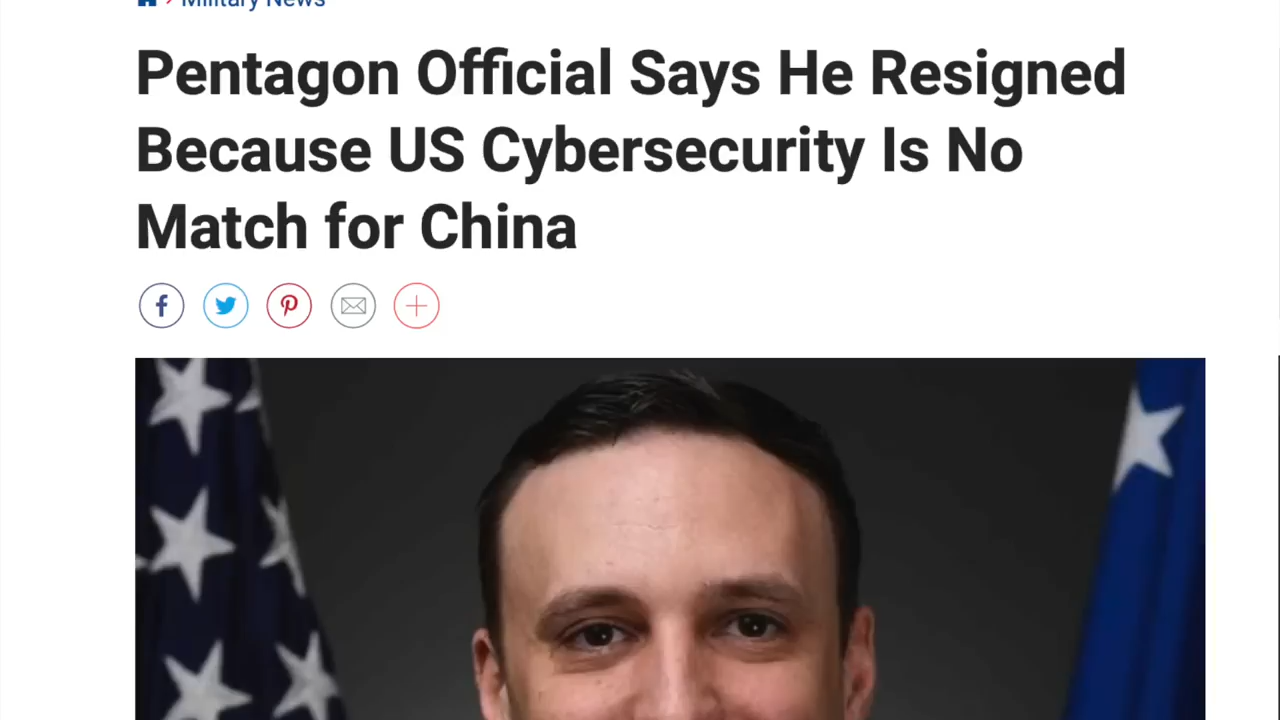 Military News
Pentagon Official Says He Resigned
Because US Cybersecurity Is No
Match for China